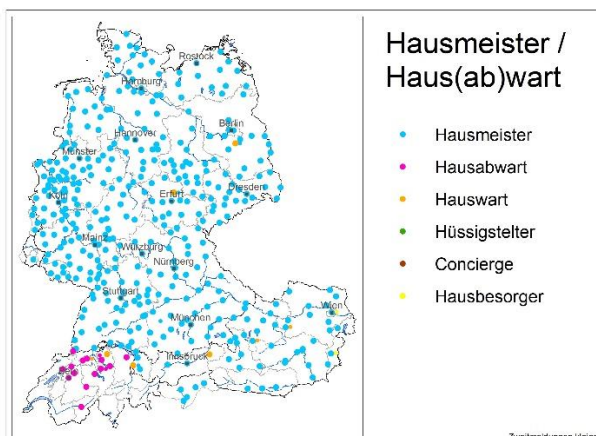 Hausmeister /
Haus(ab)wart
Hausmeister
Hausabwart
Hauswart
Hüssigstelter
Concierge
Hausbesorger
Rostock
Hamburg
Berlin
Hannover
Münster
Köln
Erfurt
Dresden
Mainz
Würzburg
Nürnberg
Stuttgart
Wien
München
Innsbruck